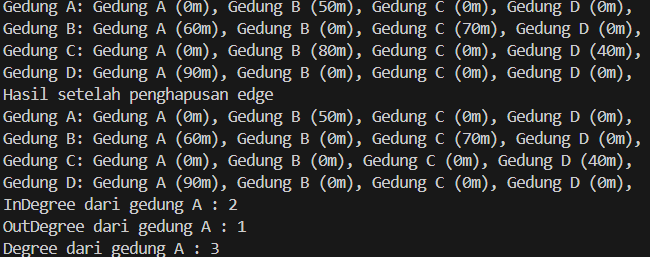 Gedung A: Gedung A (0m), Gedung B (50m), Gedung C (0m), Gedung D (0m),
Gedung B: Gedung A (60m), Gedung B (0m), Gedung C (70m), Gedung D (0m),
Gedung C: Gedung A (0m), Gedung B (80m), Gedung C (0m), Gedung D (40m),
Gedung D: Gedung A (90m), Gedung B (0m), Gedung C (0m), Gedung D (0m),
Hasil setelah penghapusan edge
Gedung A: Gedung A (0m), Gedung B (50m), Gedung C (0m), Gedung D (0m),
Gedung B: Gedung A (60m), Gedung B (0m), Gedung C (70m), Gedung D (0m),
Gedung C: Gedung A (0m), Gedung B (0m), Gedung C (0m), Gedung D (40m),
Gedung D: Gedung A (90m), Gedung B (0m), Gedung C (0m), Gedung D (0m),
InDegree dari gedung A : 2
OutDegree dari gedung A : 1
Degree dari gedung A : 3